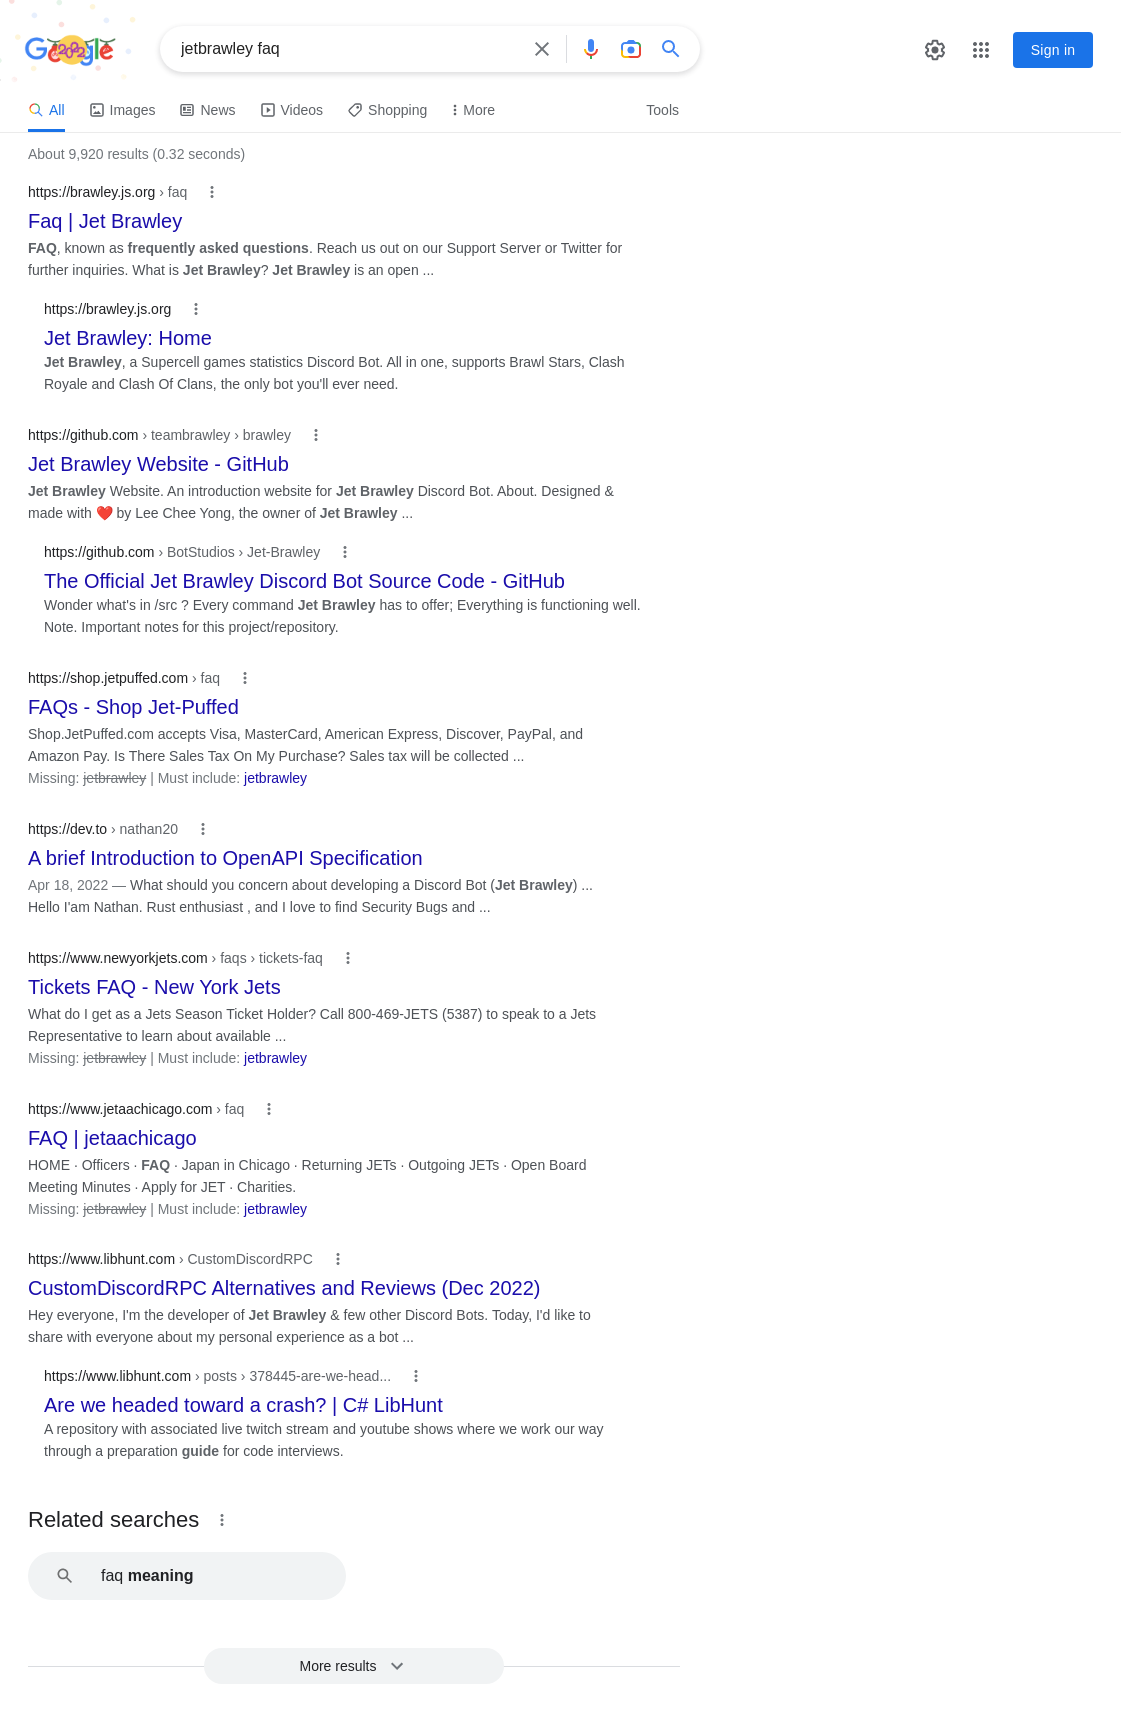 Google
jetbrawley faq
Sign in
All
Images
News
Videos
Shopping
More
Tools
About 9,920 results (0.32 seconds)
https://brawley.js.org › faq
Faq | Jet Brawley
FAQ, known as frequently asked questions. Reach us out on our Support Server or Twitter for
further inquiries. What is Jet Brawley? Jet Brawley is an open ...
https://brawley.js.org
Jet Brawley: Home
Jet Brawley, a Supercell games statistics Discord Bot. All in one, supports Brawl Stars, Clash
Royale and Clash Of Clans, the only bot you'll ever need.
https://github.com › teambrawley › brawley
Jet Brawley Website - GitHub
Jet Brawley Website. An introduction website for Jet Brawley Discord Bot. About. Designed &
made with ❤️ by Lee Chee Yong, the owner of Jet Brawley ...
https://github.com › BotStudios › Jet-Brawley
The Official Jet Brawley Discord Bot Source Code - GitHub
Wonder what's in /src ? Every command Jet Brawley has to offer; Everything is functioning well.
Note. Important notes for this project/repository.
https://shop.jetpuffed.com › faq
FAQs - Shop Jet-Puffed
Shop.JetPuffed.com accepts Visa, MasterCard, American Express, Discover, PayPal, and
Amazon Pay. Is There Sales Tax On My Purchase? Sales tax will be collected ...
Missing: jetbrawley | Must include: jetbrawley
https://dev.to › nathan20
A brief Introduction to OpenAPI Specification
Apr 18, 2022 — What should you concern about developing a Discord Bot (Jet Brawley) ...
Hello I'am Nathan. Rust enthusiast , and I love to find Security Bugs and ...
https://www.newyorkjets.com › faqs › tickets-faq
Tickets FAQ - New York Jets
What do I get as a Jets Season Ticket Holder? Call 800-469-JETS (5387) to speak to a Jets
Representative to learn about available ...
Missing: jetbrawley | Must include: jetbrawley
https://www.jetaachicago.com › faq
FAQ | jetaachicago
HOME · Officers · FAQ · Japan in Chicago · Returning JETs · Outgoing JETs · Open Board
Meeting Minutes · Apply for JET · Charities.
Missing: jetbrawley | Must include: jetbrawley
https://www.libhunt.com › CustomDiscordRPC
CustomDiscordRPC Alternatives and Reviews (Dec 2022)
Hey everyone, I'm the developer of Jet Brawley & few other Discord Bots. Today, I'd like to
share with everyone about my personal experience as a bot ...
https://www.libhunt.com › posts › 378445-are-we-head...
Are we headed toward a crash? | C# LibHunt
A repository with associated live twitch stream and youtube shows where we work our way
through a preparation guide for code interviews.
Related searches
faq meaning
More results